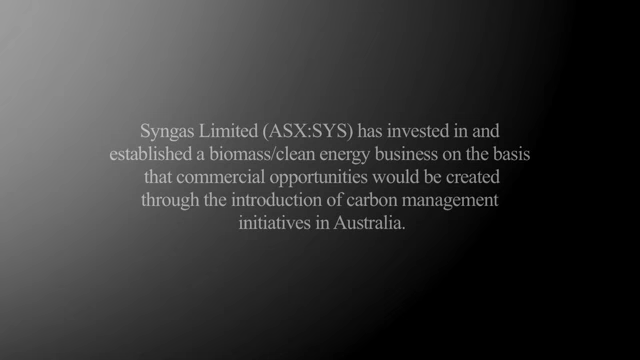 Syngas Limited (ASX:SYS) has invested in and
established a biomass/clean energy business on the basis
that commercial opportunities would be created
through the introduction of carbon management
initiatives in Australia.